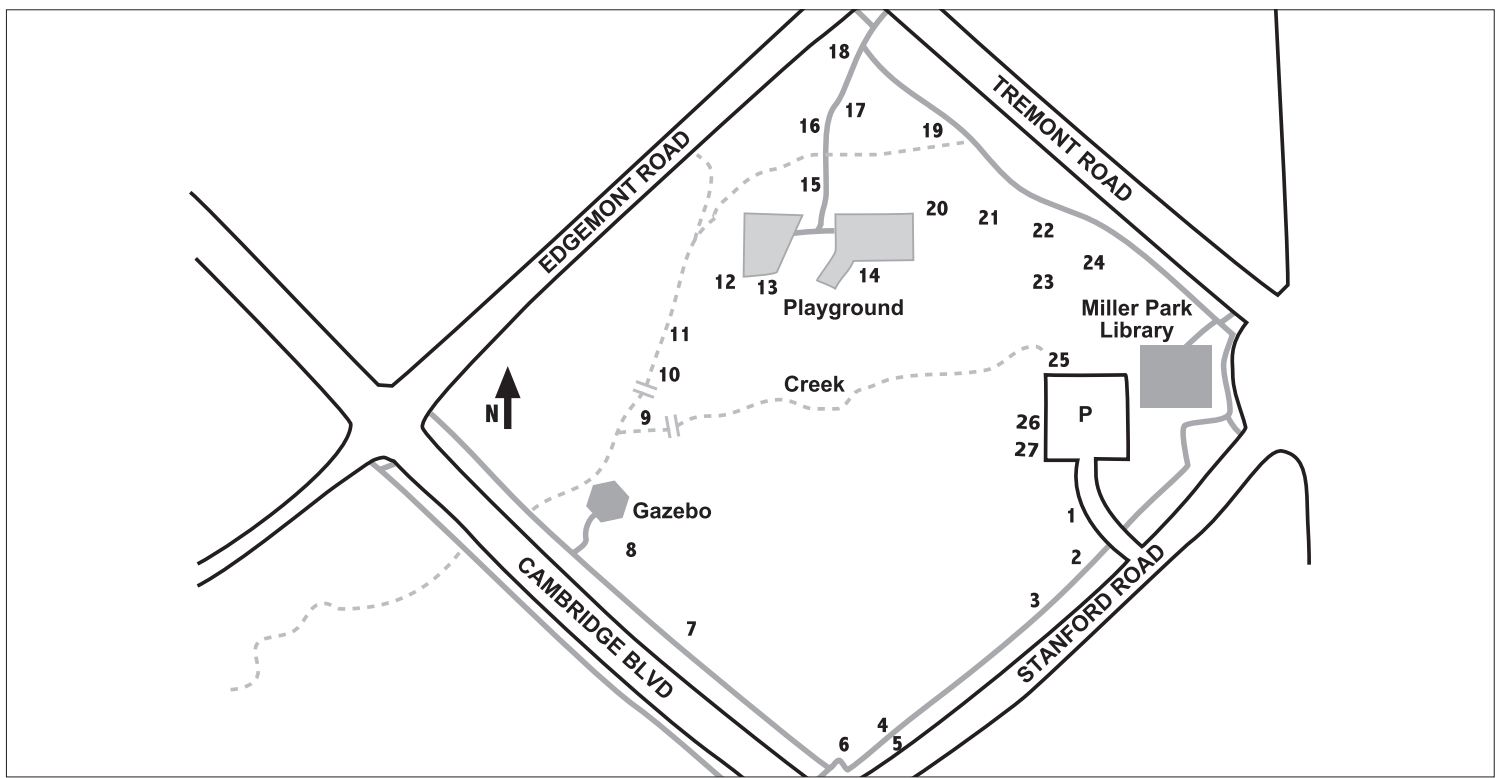 18
TREMONT ROAD
17
16
19
EDGEMONT ROAD
15
20
21
22
24
12
13
14
23
Playground
Miller Park
Library
11
25
10
Creek
N
9
P
26
27
Gazebo
1
8
2
CAMBRIDGE BLVD
3
STANFORD ROAD
7
4
6
5